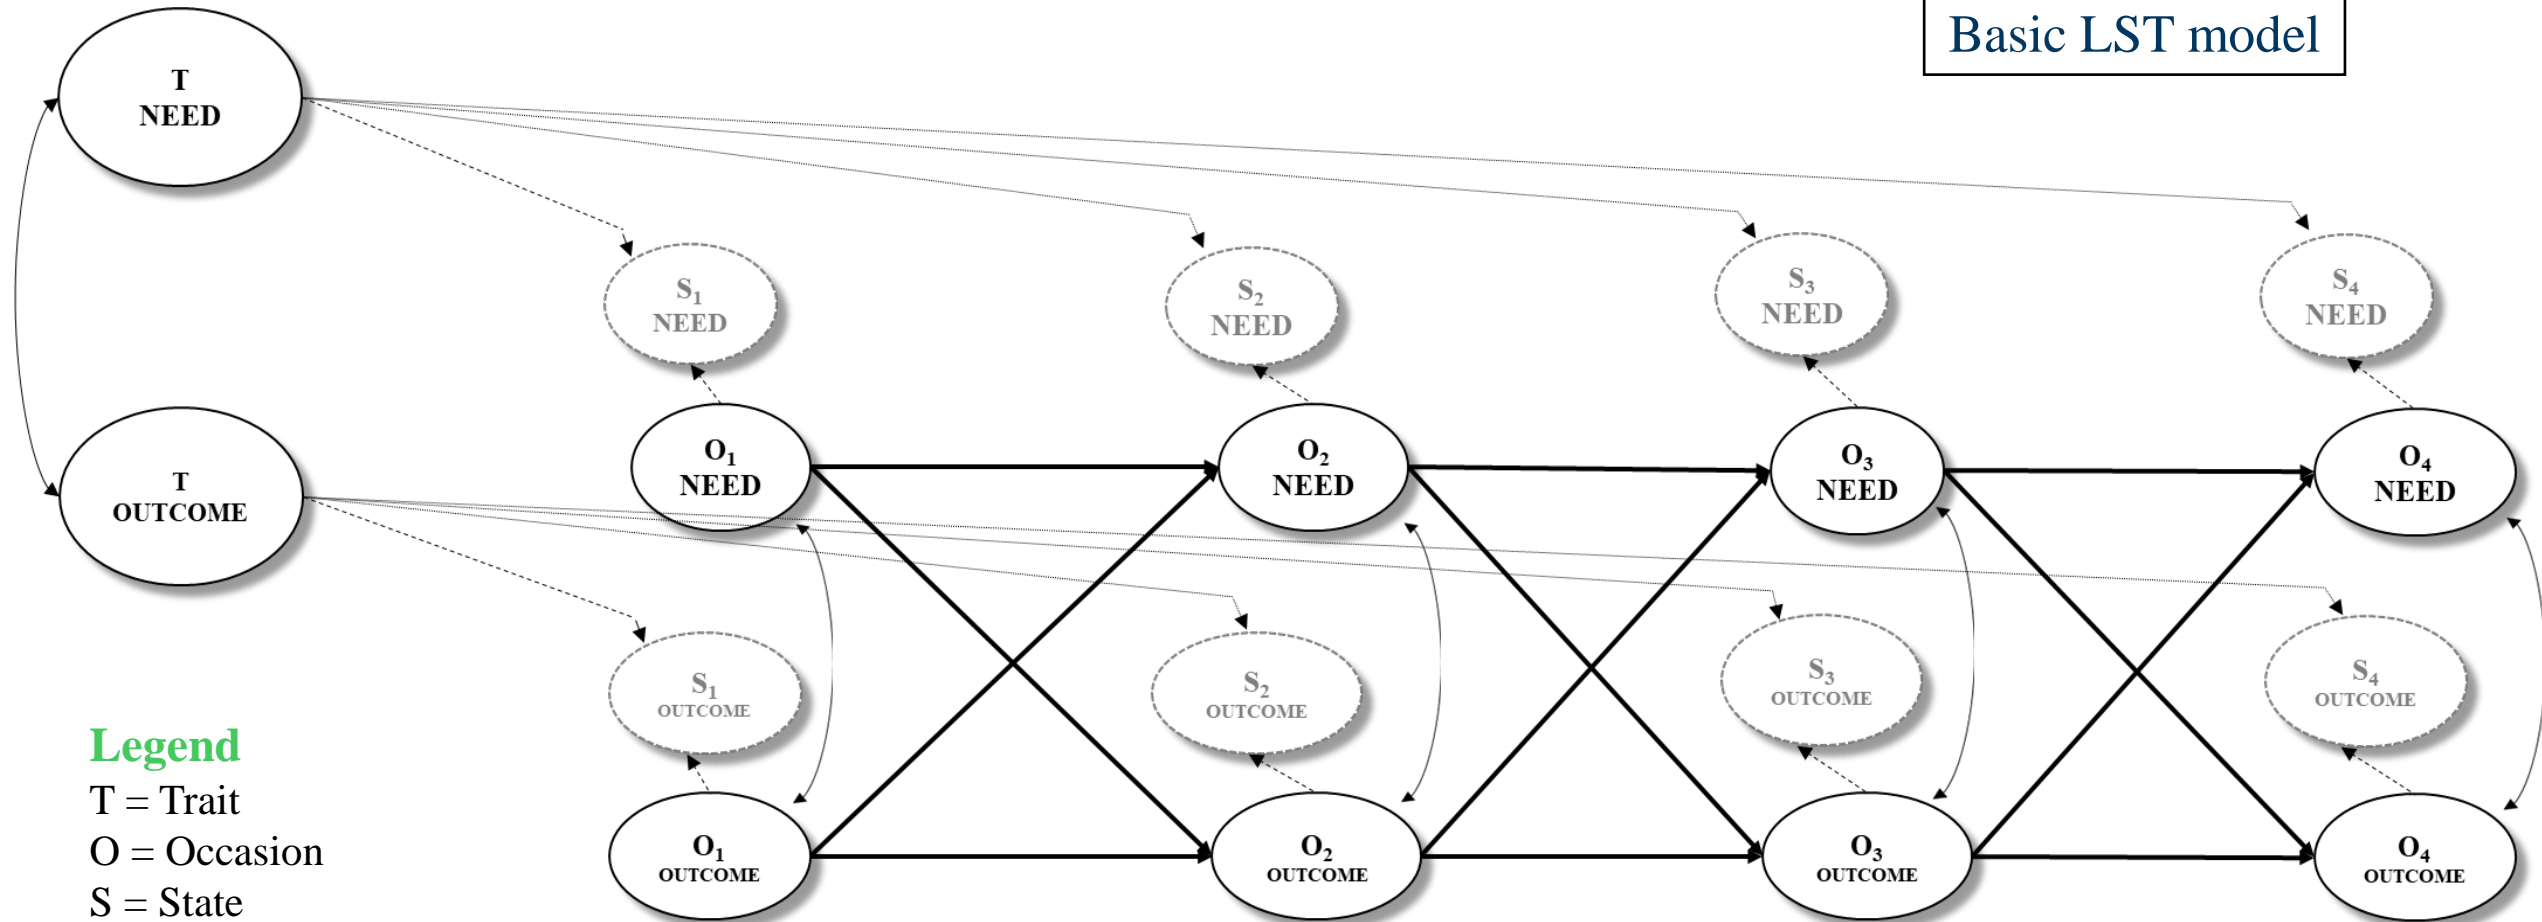 Basic LST model
T
NEED
S₁
NEED
S₂
NEED
S₃
NEED
S₄
NEED
T
OUTCOME
O₁
NEED
O₂
NEED
O₃
NEED
O₄
NEED
S₁
OUTCOME
S₂
OUTCOME
S₃
OUTCOME
S₄
OUTCOME
O₁
OUTCOME
O₂
OUTCOME
O₃
OUTCOME
O₄
OUTCOME
Legend
T = Trait
O = Occasion
S = State